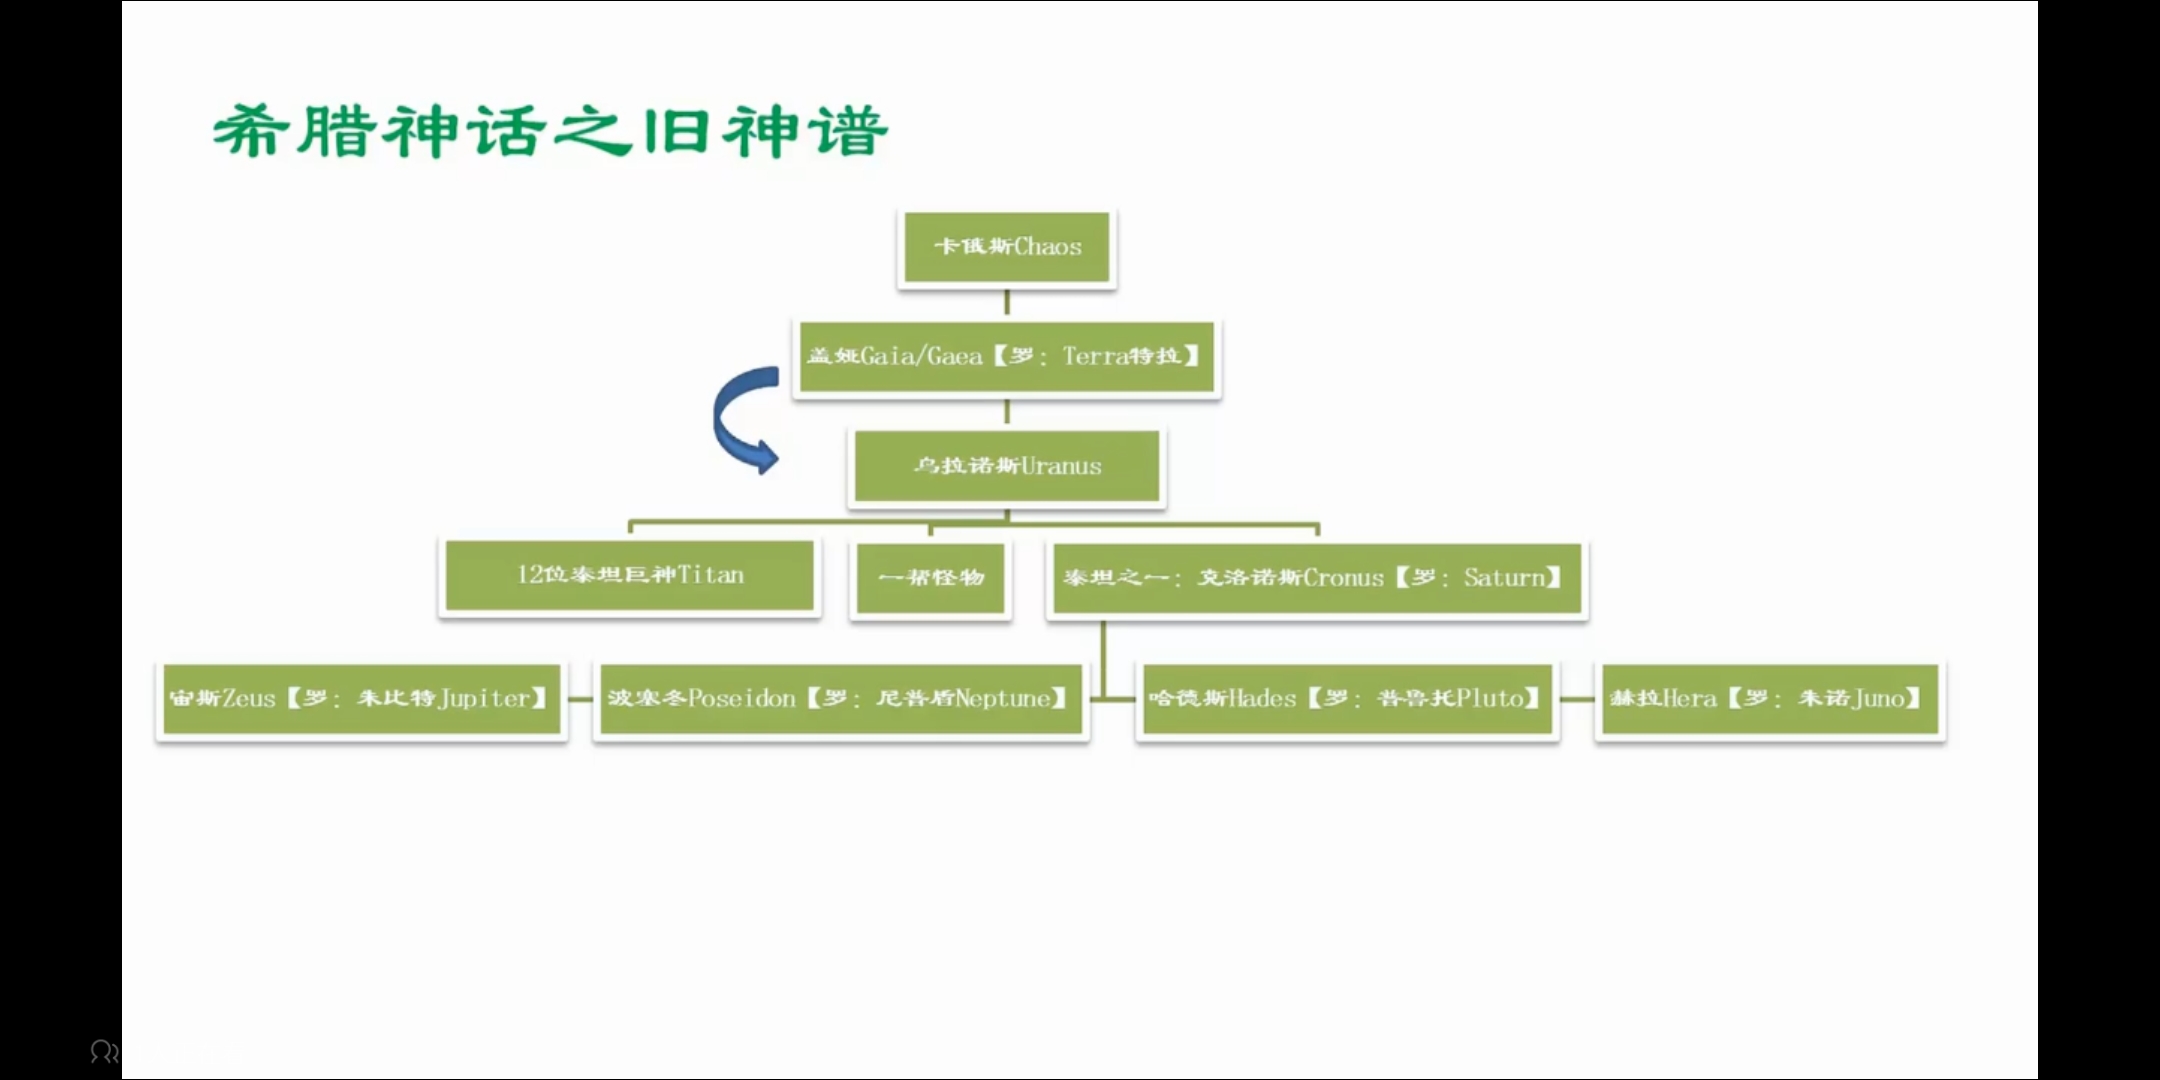 希腊神话之旧神谱
卡俄斯Chaos
盖娅Gaia/Gaea【罗：Terra特拉】
乌拉诺斯Uranus
12位泰坦巨神Titan
一帮怪物
泰坦之一：克洛诺斯Cronus【罗：Saturn】
宙斯Zeus【罗：朱比特Jupiter】
波塞冬Poseidon【罗：尼普盾Neptune】
哈德斯Hades【罗：普鲁托Pluto】
赫拉Hera【罗：朱诺Juno】